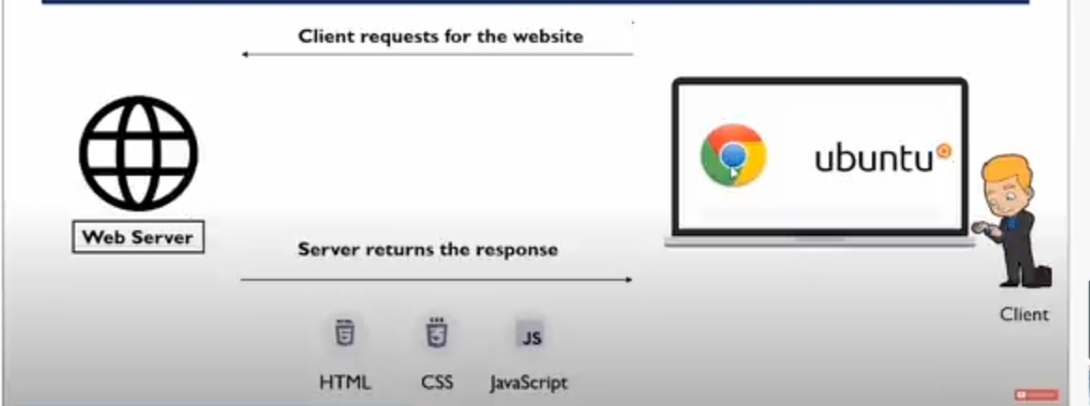 Client requests for the website
ubuntu
Web Server
Server returns the response
Client
JS
HTML CSS JavaScript